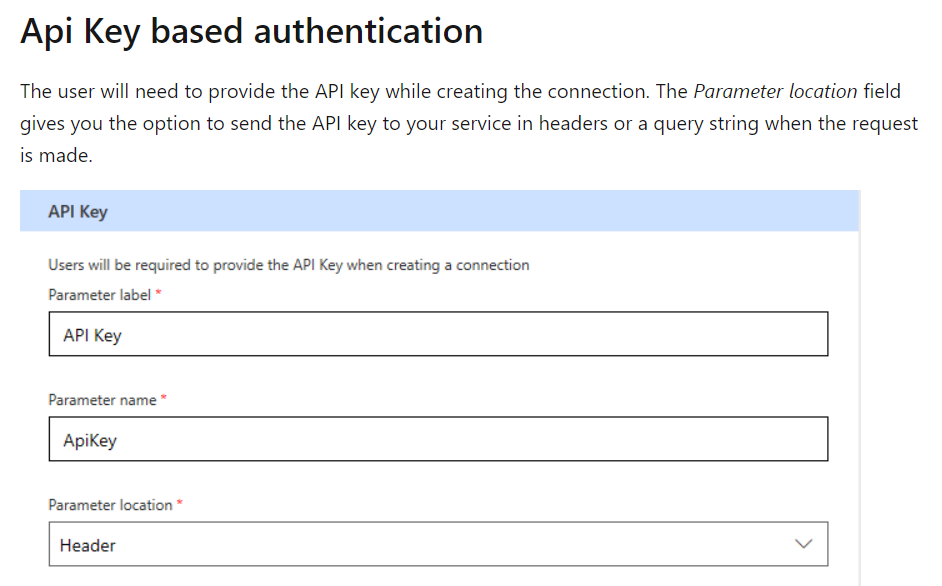 Api Key based authentication
The user will need to provide the API key while creating the connection. The Parameter location field
gives you the option to send the API key to your service in headers or a query string when the request
is made.
API Key
Users will be required to provide the API Key when creating a connection
Parameter label *
API Key
Parameter name *
ApiKey
Parameter location *
Header